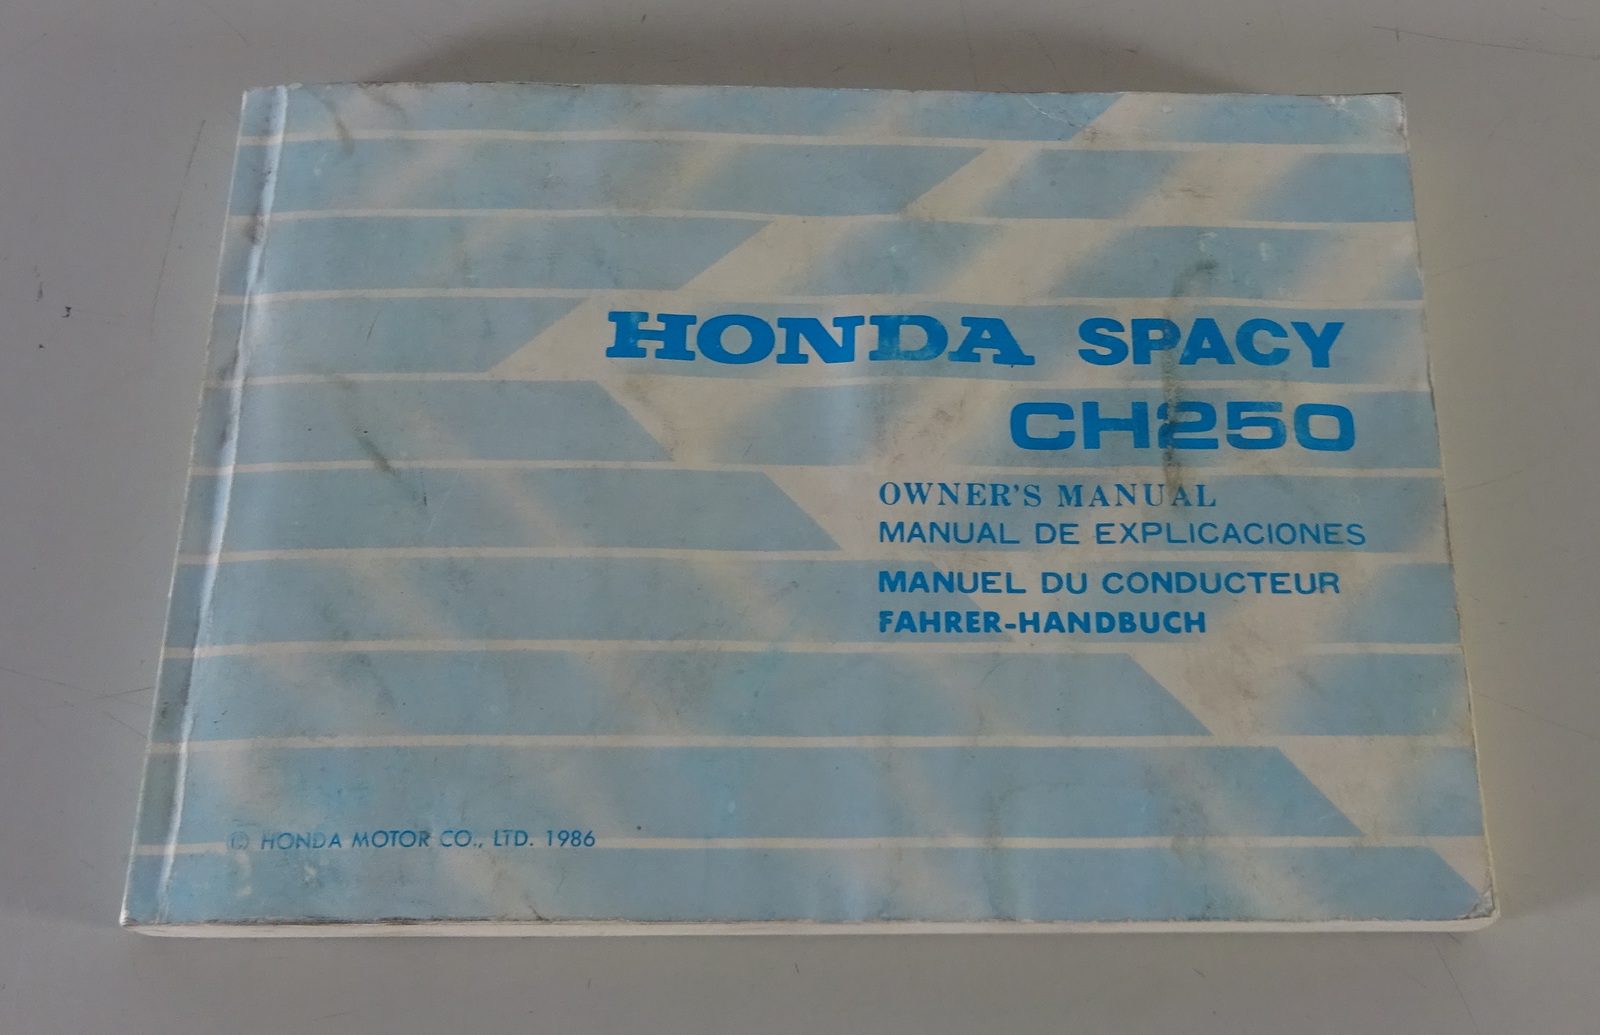 HONDA SPACY
CH250
OWNER'S MANUAL
MANUAL DE EXPLICACIONES
MANUEL DU CONDUCTEUR
FAHRER-HANDBUCH
© HONDA MOTOR CO., LTD. 1986